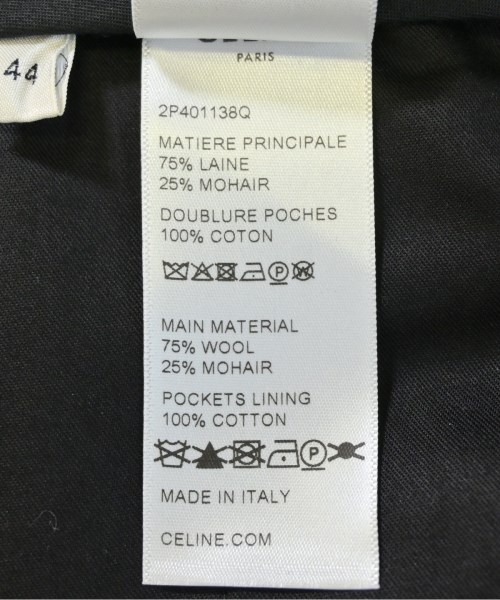 44
PARIS
2P401138Q
MATIERE PRINCIPALE
75% LAINE
25% MOHAIR
DOUBLURE POCHES
100% COTON
P W
MAIN MATERIAL
75% WOOL
25% MOHAIR
POCKETS LINING
100% COTTON
P
MADE IN ITALY
CELINE.COM